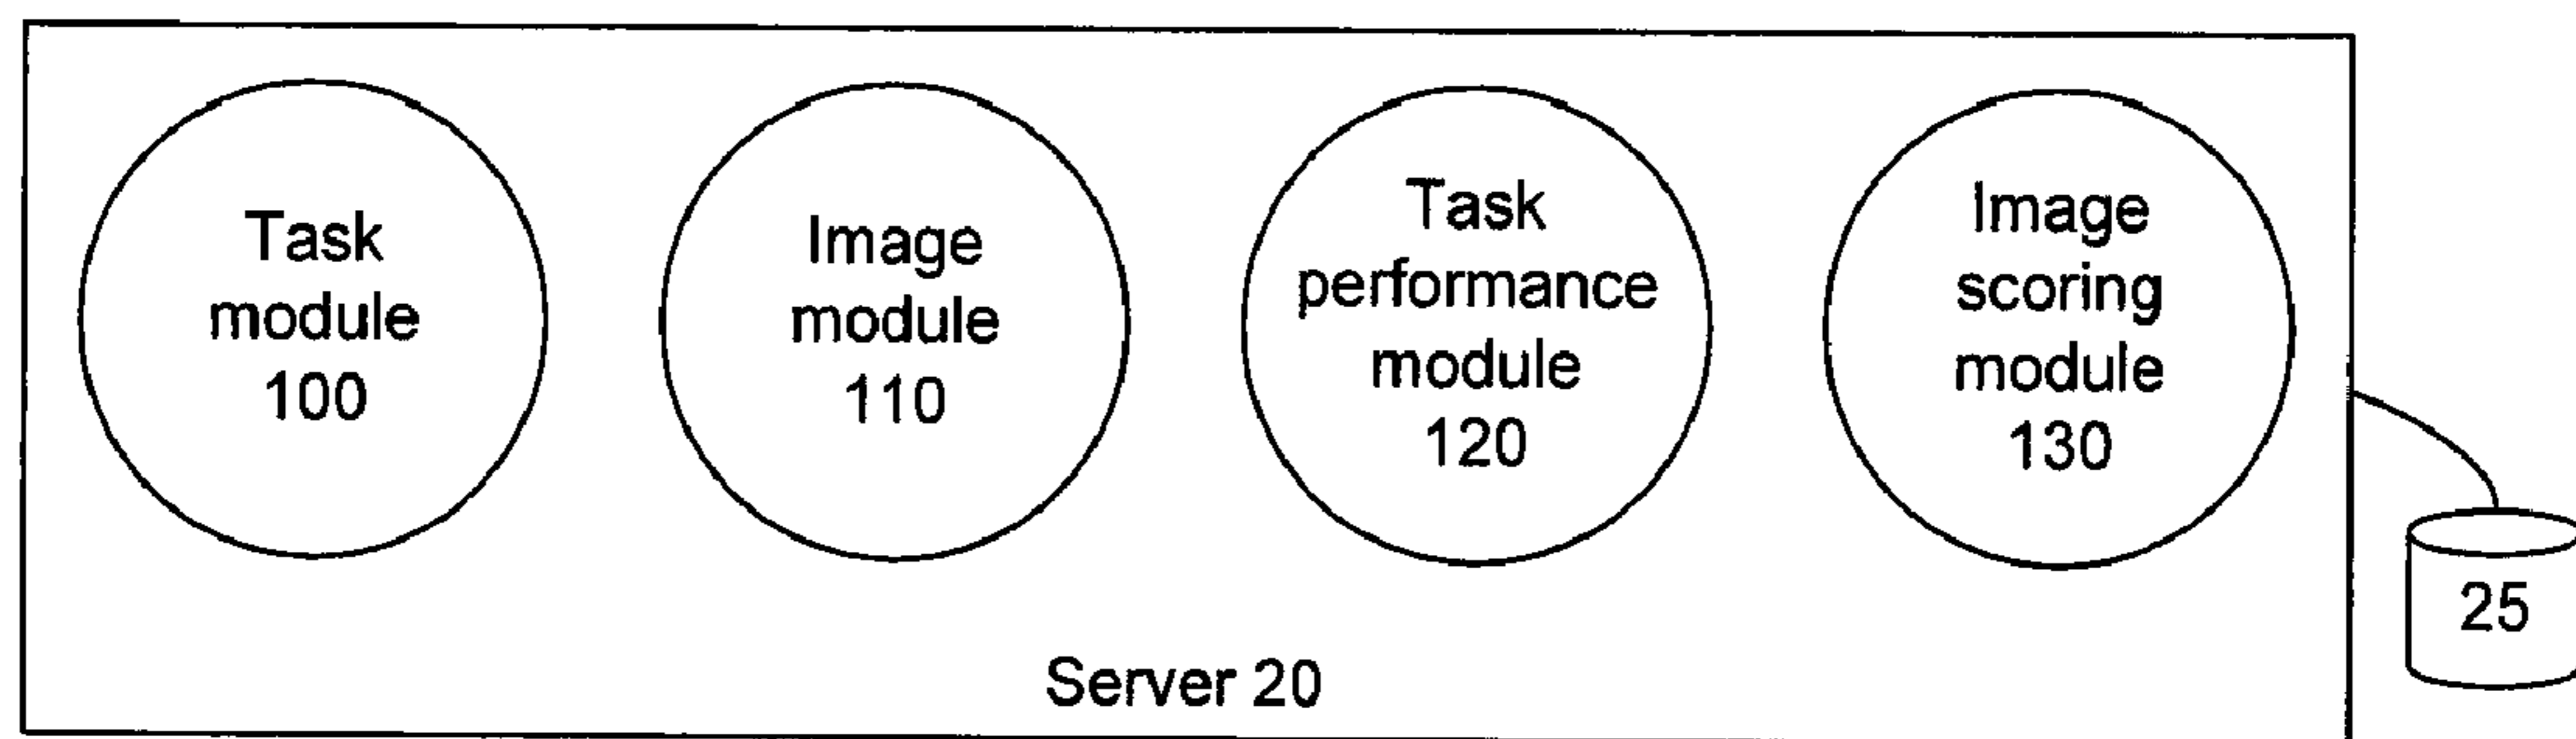 Task
module
100
Image
module
110
Task
performance
module
120
Image
scoring
module
130
25
Server 20